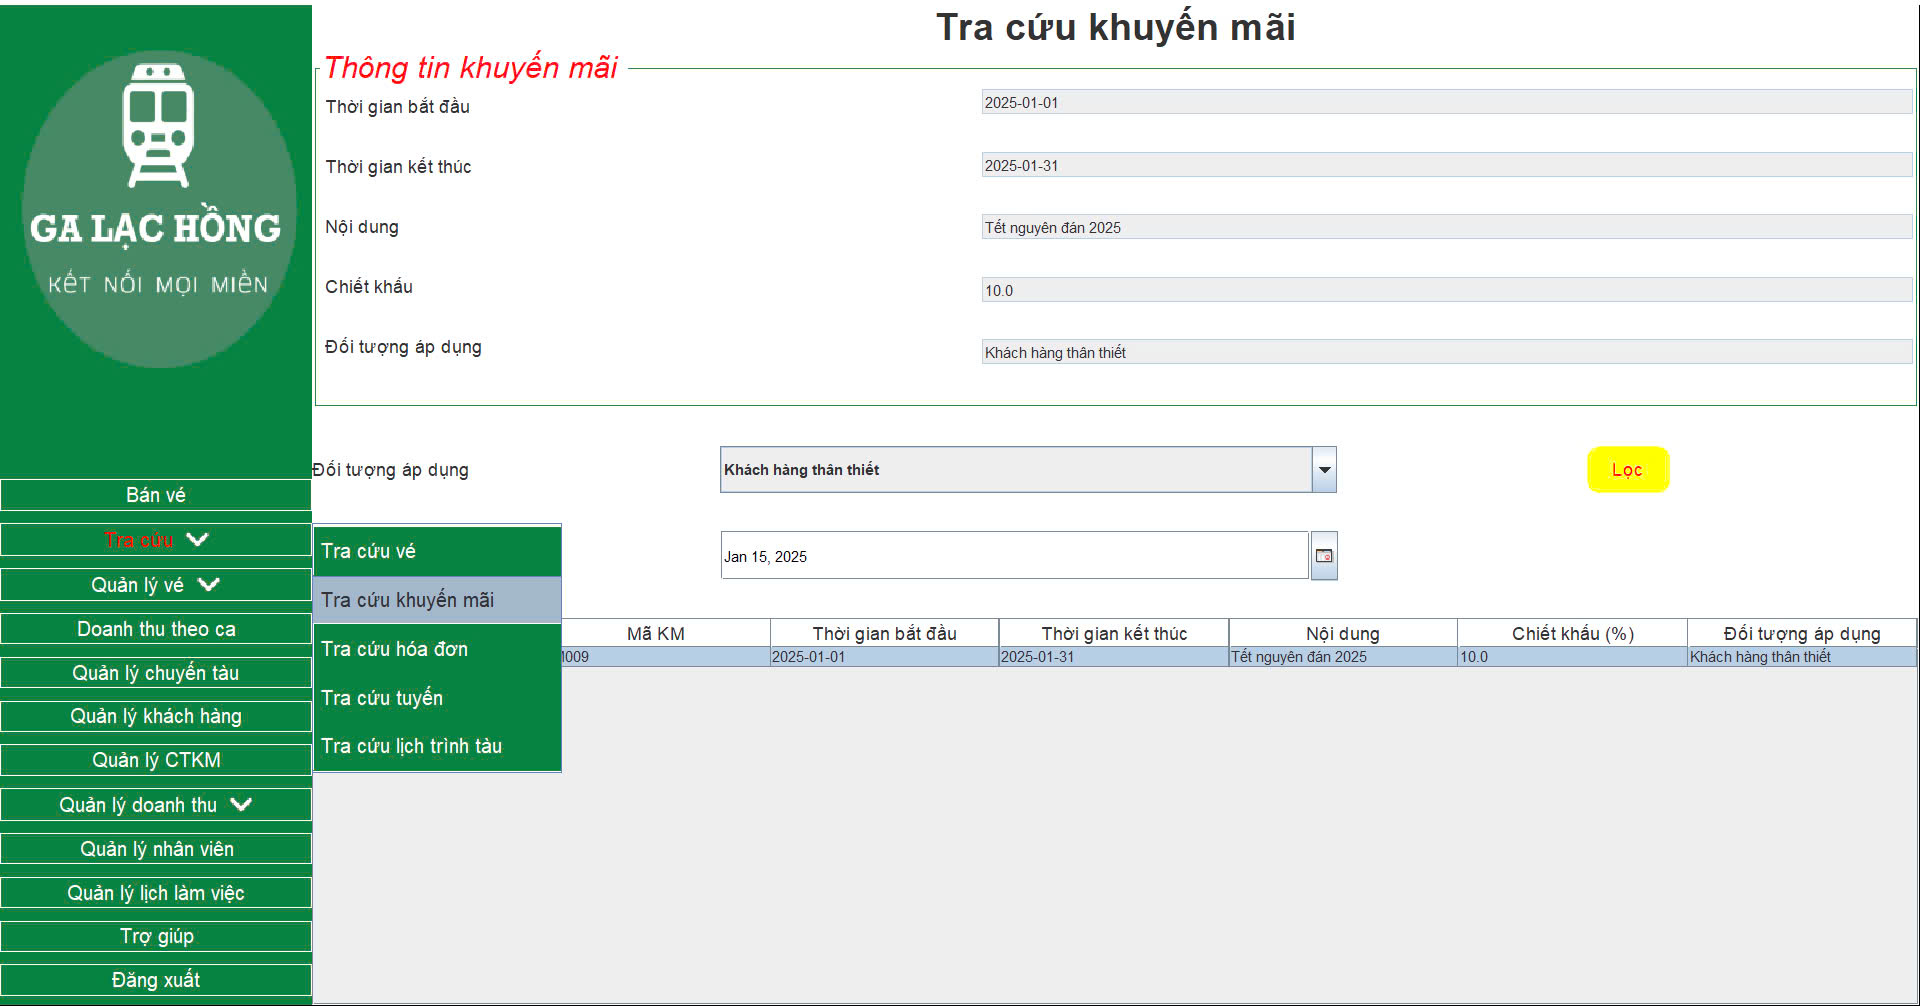 GA LẠC HỒNG
KẾT NỐI MỌI MIỀN
Bán vé
Tra cứu
Quản lý vé
Doanh thu theo ca
Quản lý chuyến tàu
Quản lý khách hàng
Quản lý CTKM
Quản lý doanh thu
Quản lý nhân viên
Quản lý lịch làm việc
Trợ giúp
Đăng xuất
Tra cứu vé
Tra cứu khuyến mãi
Tra cứu hóa đơn
Tra cứu tuyến
Tra cứu lịch trình tàu
Tra cứu khuyến mãi
Thông tin khuyến mãi
Thời gian bắt đầu 2025-01-01
Thời gian kết thúc 2025-01-31
Nội dung Tết nguyên đán 2025
Chiết khấu 10.0
Đối tượng áp dụng Khách hàng thân thiết
Đối tượng áp dụng Khách hàng thân thiết Lọc
Jan 15, 2025
Mã KM Thời gian bắt đầu Thời gian kết thúc Nội dung Chiết khấu (%) Đối tượng áp dụng
009 2025-01-01 2025-01-31 Tết nguyên đán 2025 10.0 Khách hàng thân thiết